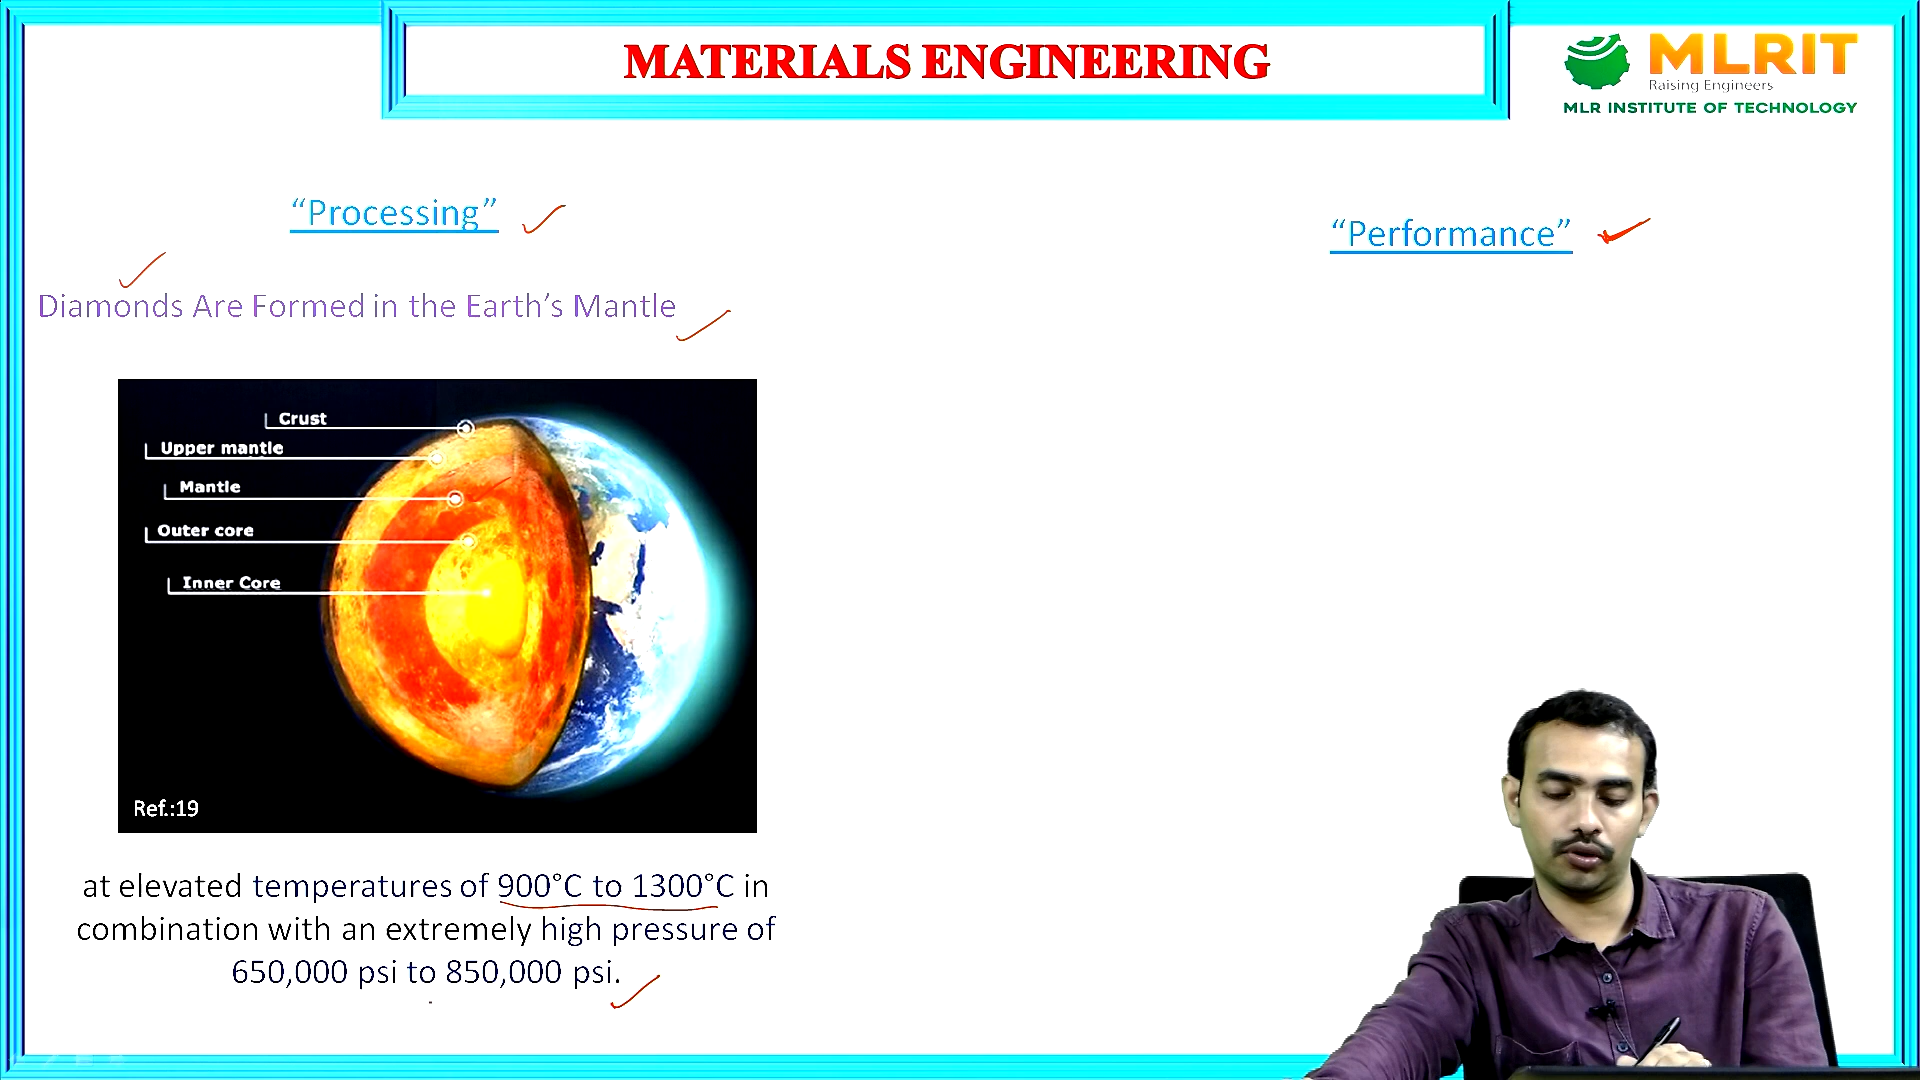 MATERIALS ENGINEERING
MLRIT
Raising Engineers
MLR INSTITUTE OF TECHNOLOGY
“Processing”
“Performance”
Diamonds Are Formed in the Earth’s Mantle
Crust
Upper mantle
Mantle
Outer core
Inner Core
Ref.:19
at elevated temperatures of 900°C to 1300°C in
combination with an extremely high pressure of
650,000 psi to 850,000 psi.